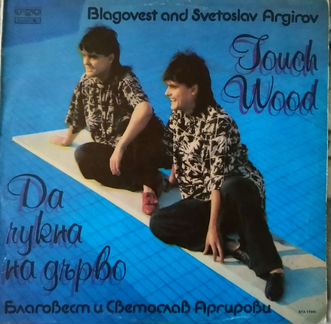 Blagovest and Svetoslav Argirov
Touch
Wood
Да
чукна
на дърво
Благовест и Светослав Аргирови